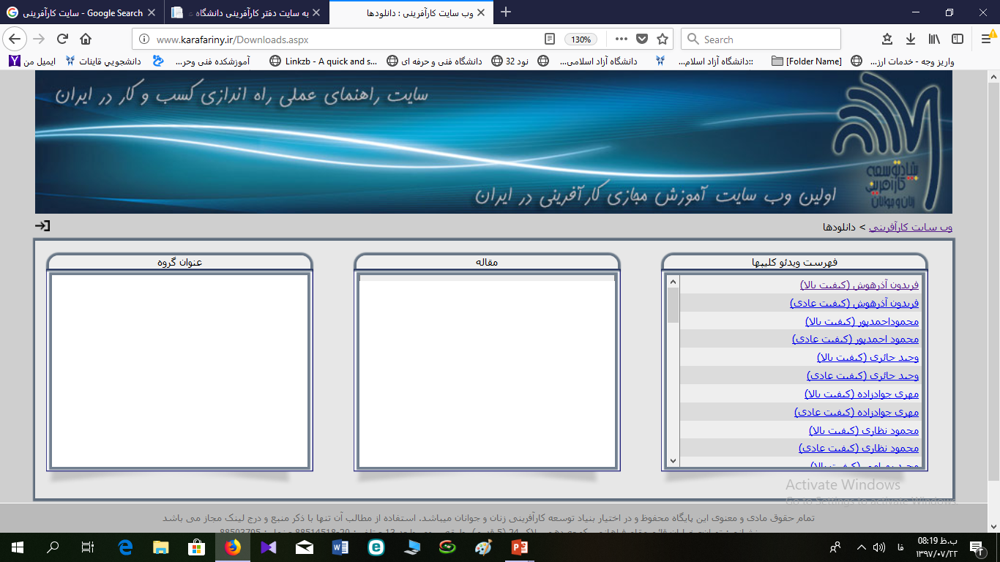 سایت کارآفرینی - Google Search
به سایت دفتر کارآفرینی دانشگاه
وب سایت کارآفرینی : دانلودها
www.karafariny.ir/Downloads.aspx
130%
Search
ایمیل من
دانشجویي قاینات
آموزشکده فنی وحر...
Linkzb - A quick and s...
دانشگاه فنی و حرفه ای
نود 32
دانشگاه آزاد اسلامی...
::دانشگاه آزاد اسلام...
[Folder Name]
واریز وجه - خدمات ارز...
سایت راهنمای عملی راه اندازی کسب و کار در ایران
بنیاد توسعه
کارآفرینی
زنان و جوانان
اولین وب سایت آموزش مجازی کارآفرینی در ایران
وب سایت کارآفرینی > دانلودها
فهرست ویدئو کلیپها
فریدون آذرهوش (کیفیت بالا)
فریدون آذرهوش (کیفیت عادی)
محموداحمدپور (کیفیت بالا)
محمود احمدپور (کیفیت عادی)
وحید حائری (کیفیت بالا)
وحید حائری (کیفیت عادی)
مهری جوادزاده (کیفیت بالا)
مهری جوادزاده (کیفیت عادی)
محمود نظاری (کیفیت بالا)
محمود نظاری (کیفیت عادی)
مقاله
عنوان گروه
Activate Windows
Go to Settings to activate Windows.
تمام حقوق مادی و معنوی این پایگاه محفوظ و در اختیار بنیاد توسعه کارآفرینی زنان و جوانان میباشد. استفاده از مطالب آن تنها با ذکر منبع و درج لینک مجاز می باشد
فا
08:19 ب.ظ
۱۳۹۷/۰۷/۲۲